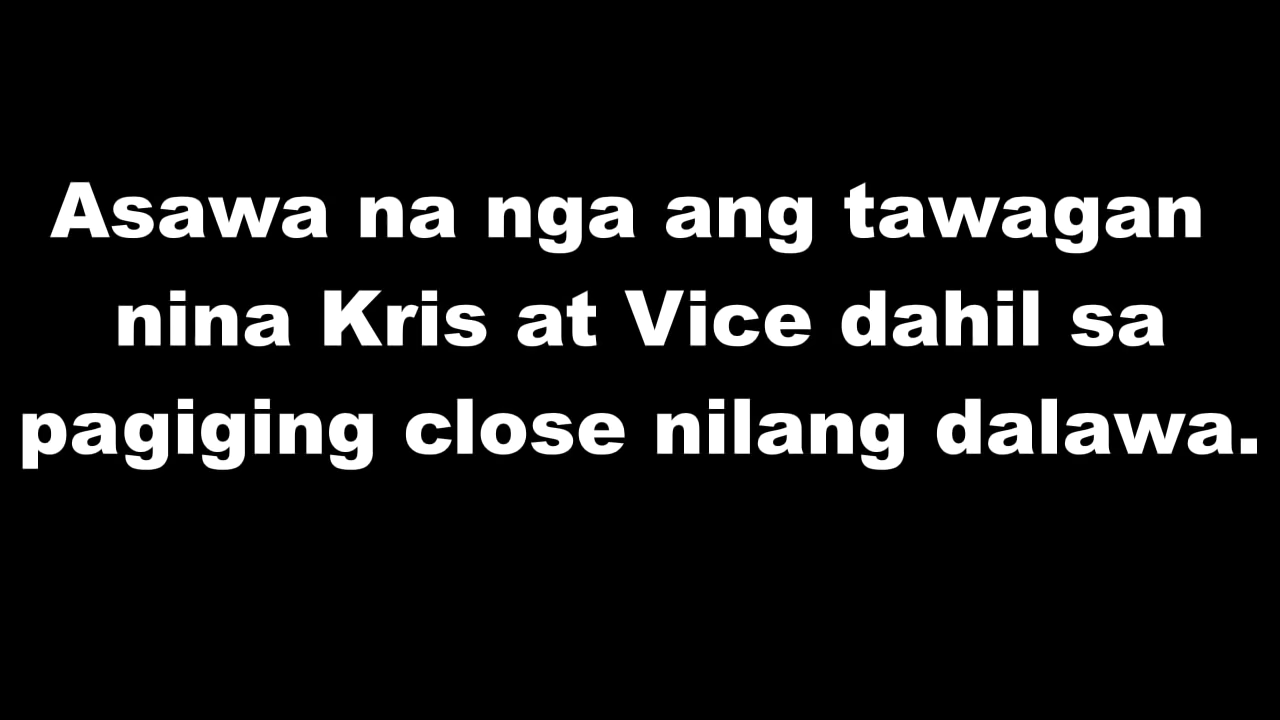 Asawa na nga ang tawagan
nina Kris at Vice dahil sa
pagiging close nilang dalawa.